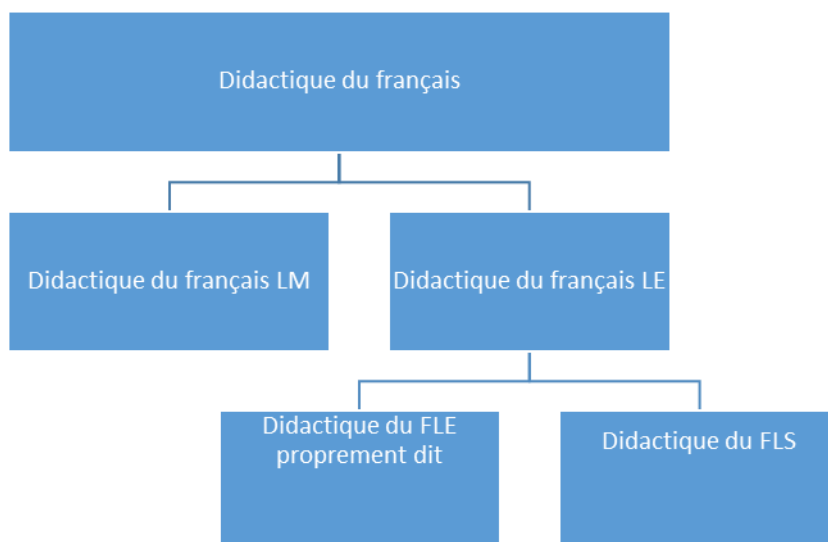 Didactique du français
Didactique du français LM
Didactique du français LE
Didactique du FLE
proprement dit
Didactique du FLS